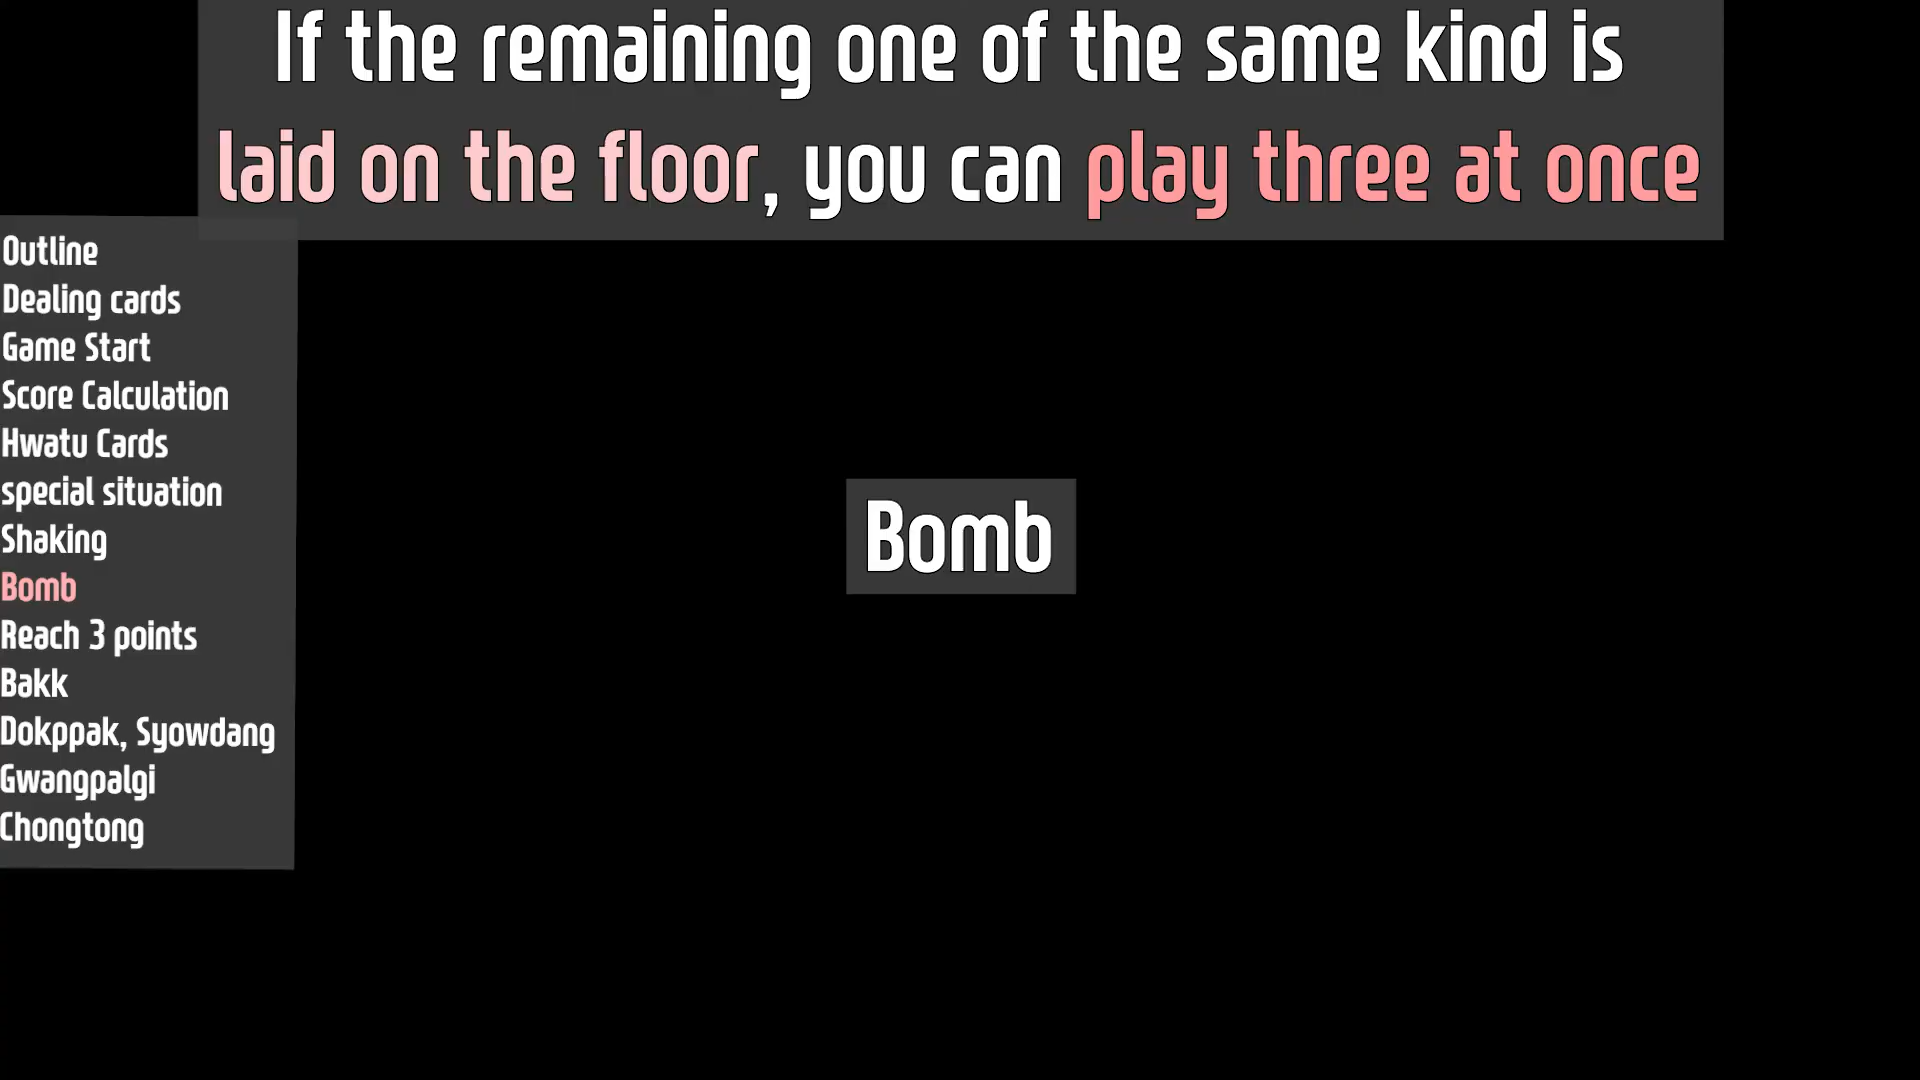 If the remaining one of the same kind is
laid on the floor, you can play three at once
Outline
Dealing cards
Game Start
Score Calculation
Hwatu Cards
special situation
Shaking
Bomb
Reach 3 points
Bakk
Dokppak, Syowdang
Gwangpalgi
Chongtong
Bomb